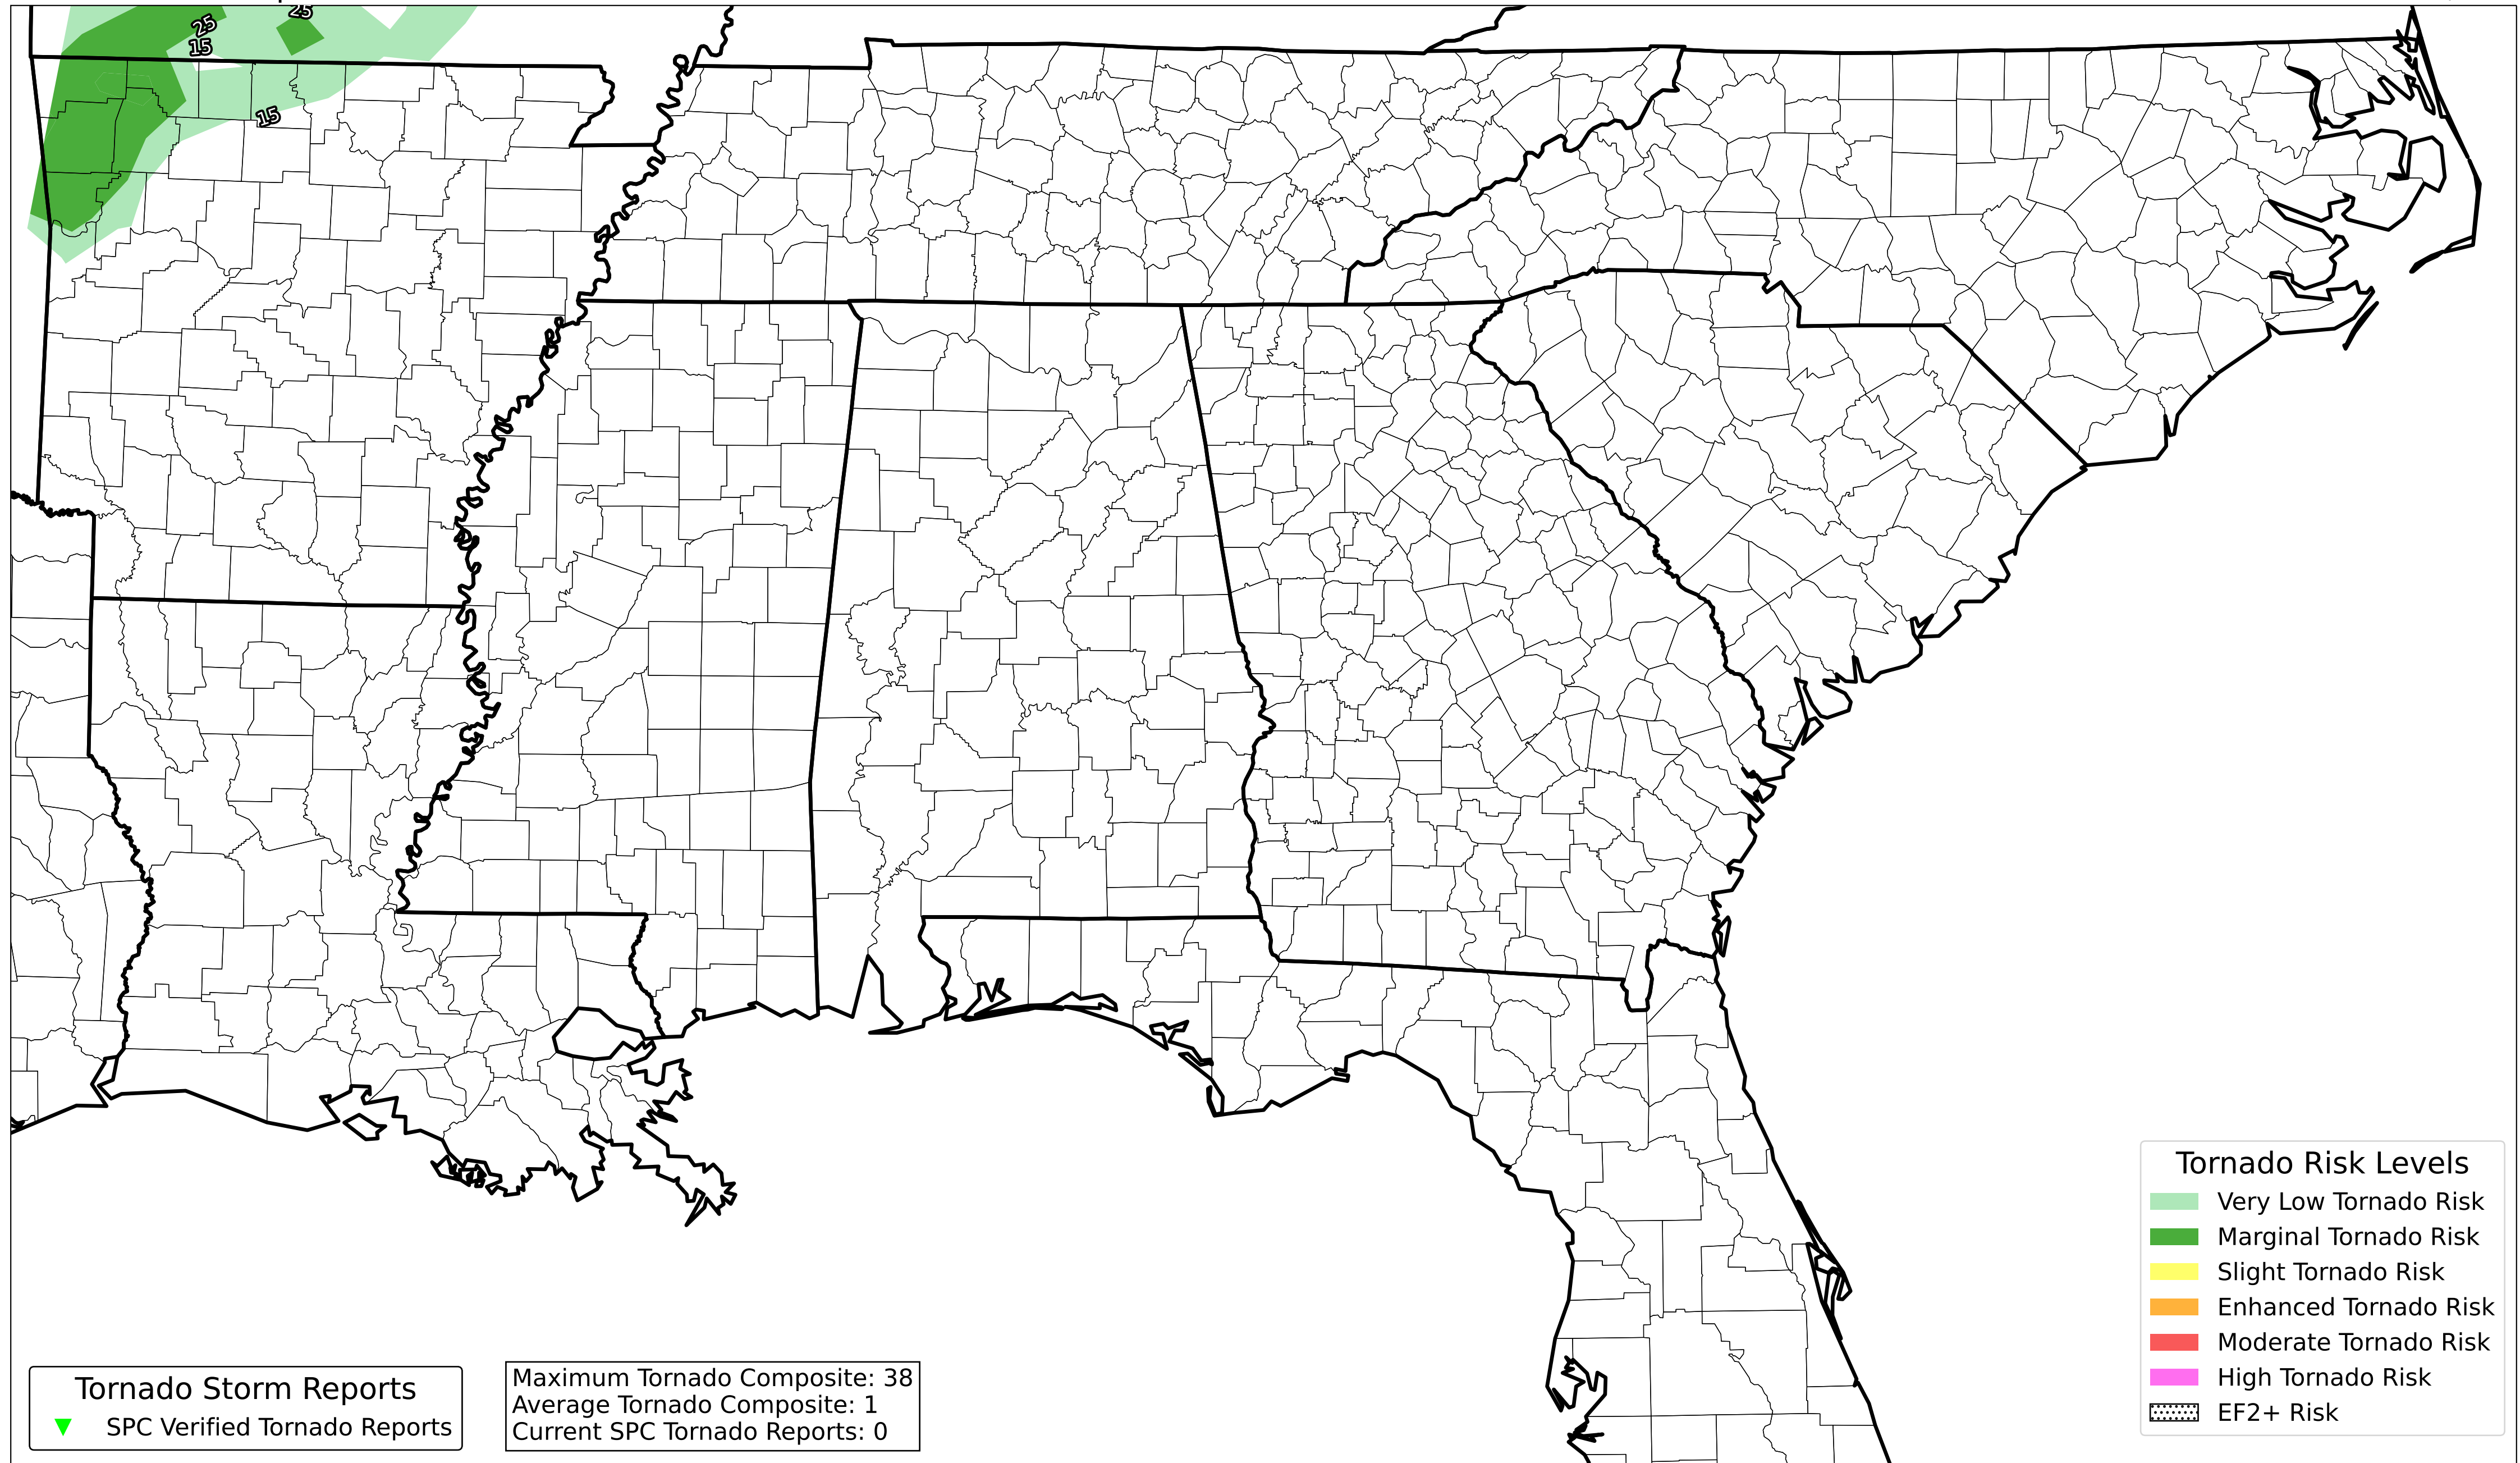 25
25
15
15
Tornado Risk Levels
Very Low Tornado Risk
Marginal Tornado Risk
Slight Tornado Risk
Enhanced Tornado Risk
Moderate Tornado Risk
High Tornado Risk
EF2+ Risk
Tornado Storm Reports
SPC Verified Tornado Reports
Maximum Tornado Composite: 38
Average Tornado Composite: 1
Current SPC Tornado Reports: 0